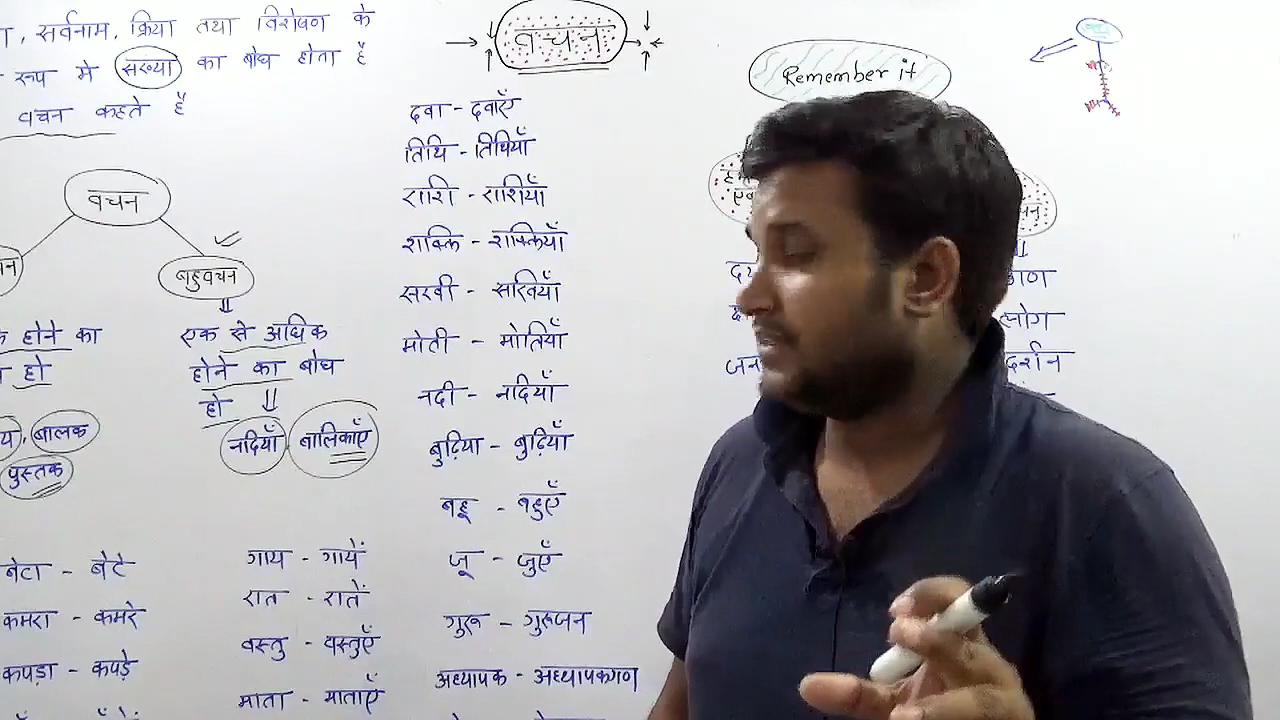 , सर्वनाम, क्रिया तथा विशेषण के
रूप मे संख्या का बोध होता है
वचन कहते है
वचन
बहुवचन
होने का
एक से अधिक
हो
होने का बोध
हो
बालक
नदियाँ, बालिकाएँ
पुस्तक
बेटा - बेटे
कमरा - कमरे
कपड़ा - कपड़े
गाय - गायें
रात - रातें
वस्तु - वस्तुएँ
माता - माताएँ
वचन
दवा - दवाएँ
तिथि - तिथियाँ
राशि - राशियाँ
शक्ति - शक्तियाँ
सखी - सखियाँ
मोती - मोतियाँ
नदी - नदियाँ
बुढ़िया - बुढ़ियाँ
बहू - बहुएँ
जू - जुएँ
गुरू - गुरूजन
अध्यापक - अध्यापकगण
Remember it
गण
लोग
दर्शन